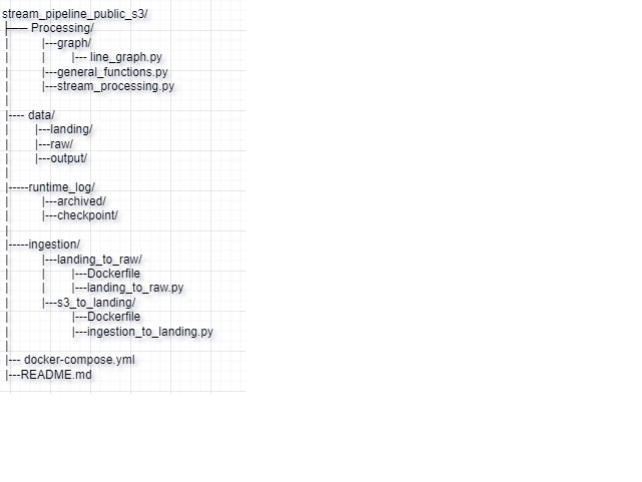 stream_pipeline_public_s3/
├── Processing/
|---graph/
|--- line_graph.py
|---general_functions.py
|---stream_processing.py
|---- data/
|---landing/
|---raw/
|---output/
|-----runtime_log/
|---archived/
|---checkpoint/
|-----ingestion/
|---landing_to_raw/
|---Dockerfile
|---landing_to_raw.py
|---s3_to_landing/
|---Dockerfile
|---ingestion_to_landing.py
|--- docker-compose.yml
|---README.md